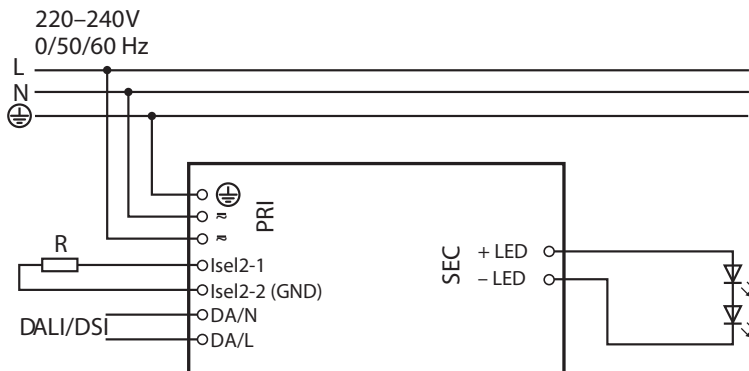 220–240V
0/50/60 Hz
L
N
PRI
R
Isel2-1
Isel2-2 (GND)
DALI/DSI
DA/N
DA/L
SEC
+ LED
– LED